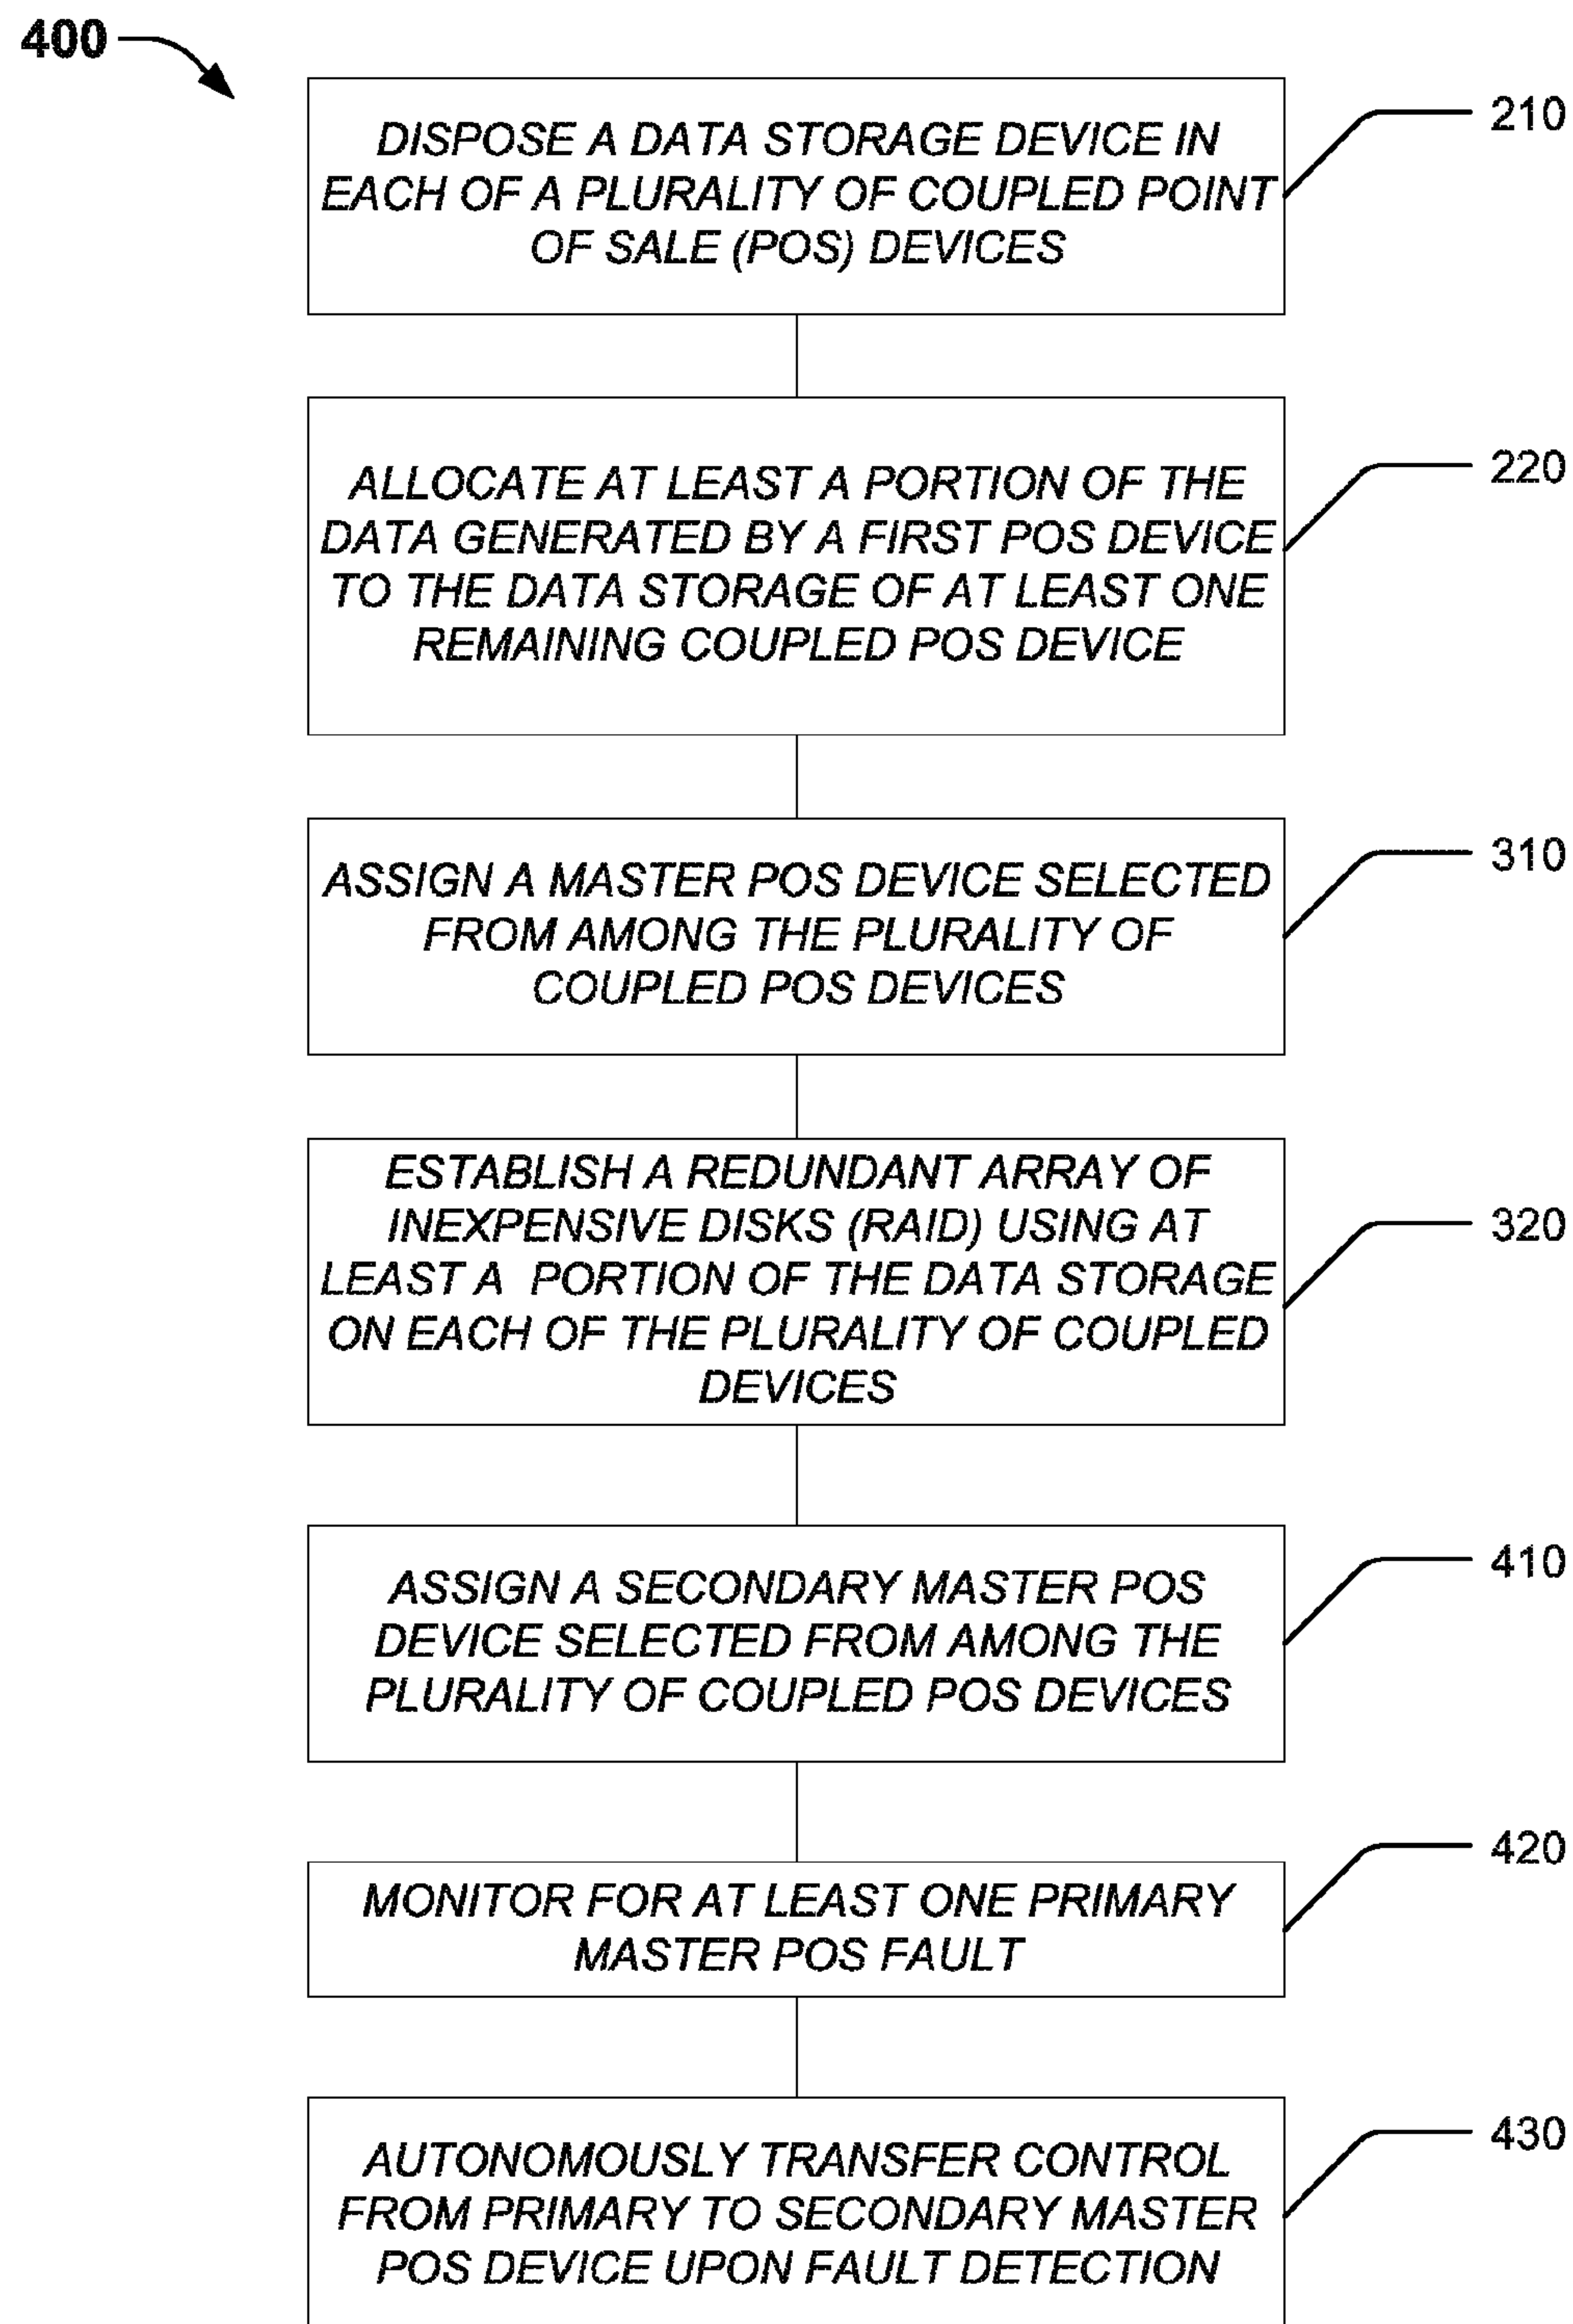 400
DISPOSE A DATA STORAGE DEVICE IN
EACH OF A PLURALITY OF COUPLED POINT
OF SALE (POS) DEVICES
210
ALLOCATE AT LEAST A PORTION OF THE
DATA GENERATED BY A FIRST POS DEVICE
TO THE DATA STORAGE OF AT LEAST ONE
REMAINING COUPLED POS DEVICE
220
ASSIGN A MASTER POS DEVICE SELECTED
FROM AMONG THE PLURALITY OF
COUPLED POS DEVICES
310
ESTABLISH A REDUNDANT ARRAY OF
INEXPENSIVE DISKS (RAID) USING AT
LEAST A PORTION OF THE DATA STORAGE
ON EACH OF THE PLURALITY OF COUPLED
DEVICES
320
ASSIGN A SECONDARY MASTER POS
DEVICE SELECTED FROM AMONG THE
PLURALITY OF COUPLED POS DEVICES
410
MONITOR FOR AT LEAST ONE PRIMARY
MASTER POS FAULT
420
AUTONOMOUSLY TRANSFER CONTROL
FROM PRIMARY TO SECONDARY MASTER
POS DEVICE UPON FAULT DETECTION
430